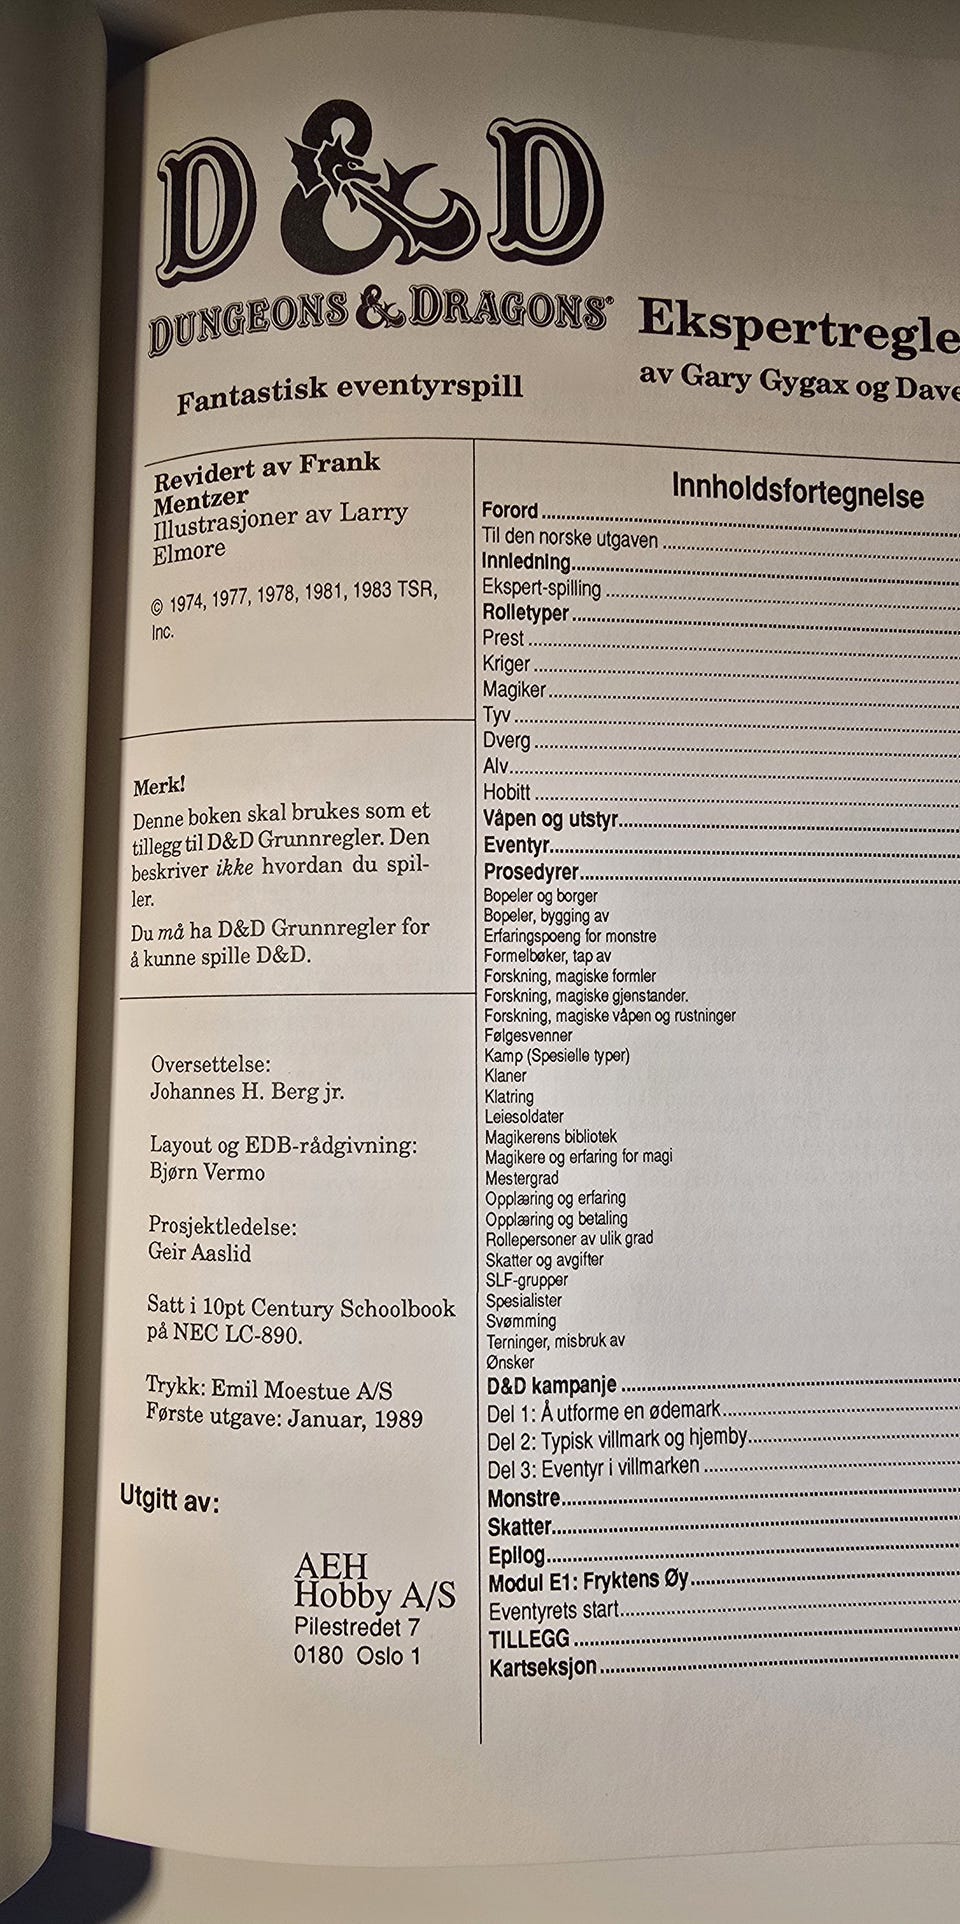 D&D
DUNGEONS & DRAGONS®
Fantastisk eventyrspill
Ekspertregle
av Gary Gygax og Dave
Revidert av Frank
Mentzer
Illustrasjoner av Larry
Elmore
© 1974, 1977, 1978, 1981, 1983 TSR,
Inc.
Merk!
Denne boken skal brukes som et
tillegg til D&D Grunnregler. Den
beskriver ikke hvordan du spil-
ler.
Du må ha D&D Grunnregler for
å kunne spille D&D.
Oversettelse:
Johannes H. Berg jr.
Layout og EDB-rådgivning:
Bjørn Vermo
Prosjektledelse:
Geir Aaslid
Satt i 10pt Century Schoolbook
på NEC LC-890.
Trykk: Emil Moestue A/S
Første utgave: Januar, 1989
Utgitt av:
AEH
Hobby A/S
Pilestredet 7
0180 Oslo 1
Innholdsfortegnelse
Forord
Til den norske utgaven
Innledning
Ekspert-spilling
Rolletyper
Prest
Kriger
Magiker
Tyv
Dverg
Alv
Hobitt
Våpen og utstyr
Eventyr
Prosedyrer
Bopeler og borger
Bopeler, bygging av
Erfaringspoeng for monstre
Formelbøker, tap av
Forskning, magiske formler
Forskning, magiske gjenstander.
Forskning, magiske våpen og rustninger
Følgesvenner
Kamp (Spesielle typer)
Klaner
Klatring
Leiesoldater
Magikerens bibliotek
Magikere og erfaring for magi
Mestergrad
Opplæring og erfaring
Opplæring og betaling
Rollepersoner av ulik grad
Skatter og avgifter
SLF-grupper
Spesialister
Svømming
Terninger, misbruk av
Ønsker
D&D kampanje
Del 1: Å utforme en ødemark
Del 2: Typisk villmark og hjemby
Del 3: Eventyr i villmarken
Monstre
Skatter
Epilog
Modul E1: Fryktens Øy
Eventyrets start
TILLEGG
Kartseksjon